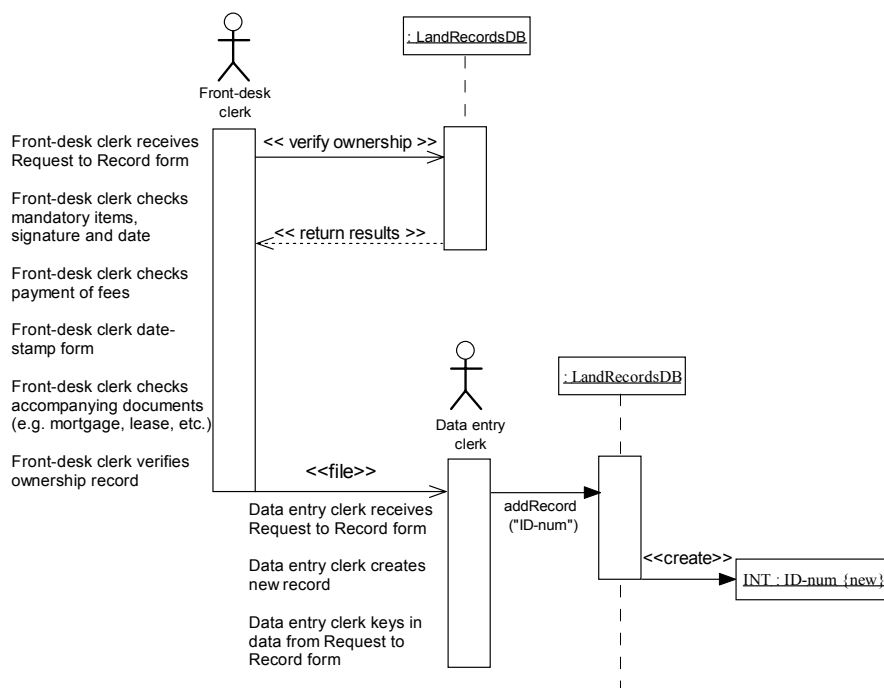 : LandRecordsDB
Front-desk
clerk
Front-desk clerk receives
Request to Record form
<< verify ownership >>
Front-desk clerk checks
mandatory items,
signature and date
<< return results >>
Front-desk clerk checks
payment of fees
Front-desk clerk date-
stamp form
Front-desk clerk checks
accompanying documents
(e.g. mortgage, lease, etc.)
Front-desk clerk verifies
ownership record
: LandRecordsDB
Data entry
clerk
<<file>>
Data entry clerk receives
Request to Record form
Data entry clerk creates
new record
Data entry clerk keys in
data from Request to
Record form
addRecord
("ID-num")
<<create>>
INT : ID-num {new}